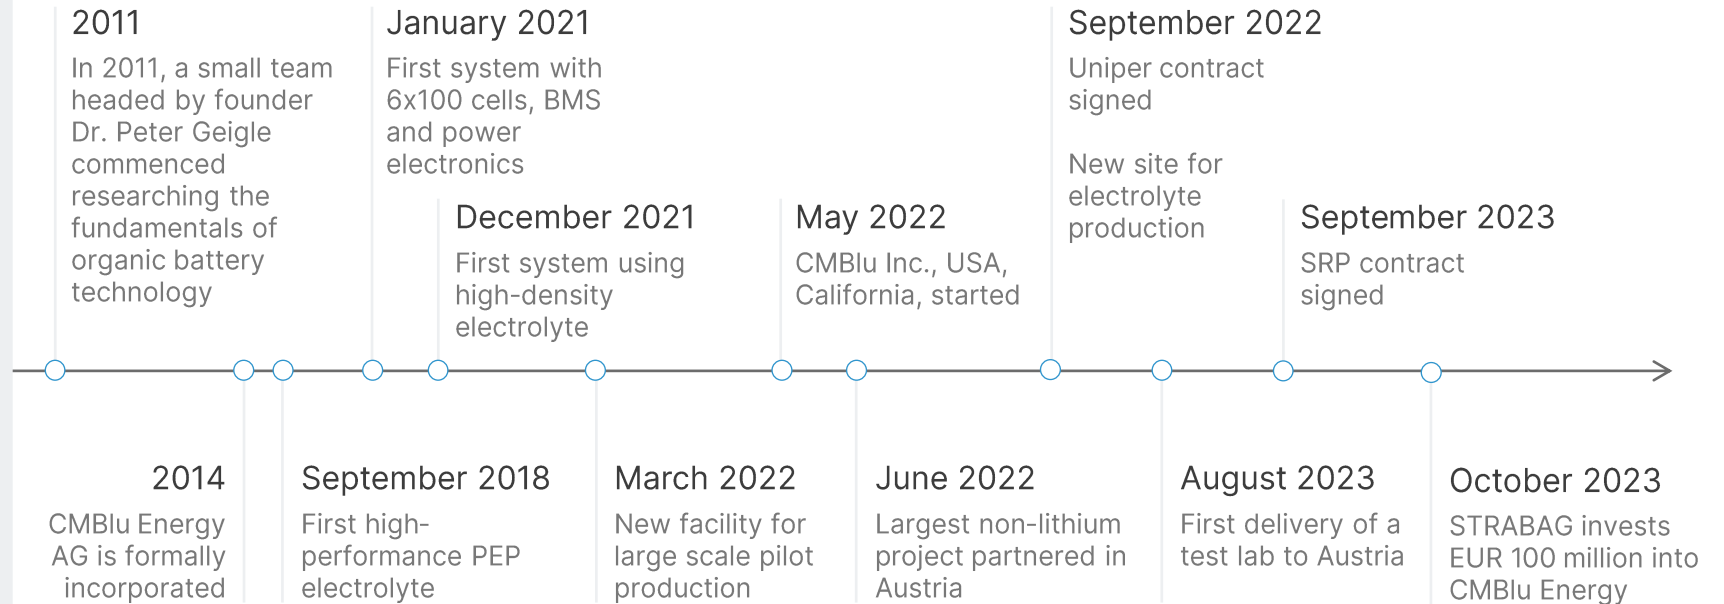 2011
In 2011, a small team
headed by founder
Dr. Peter Geigle
commenced
researching the
fundamentals of
organic battery
technology
January 2021
First system with
6x100 cells, BMS
and power
electronics
December 2021
First system using
high-density
electrolyte
May 2022
CMBlu Inc., USA,
California, started
September 2022
Uniper contract
signed
New site for
electrolyte
production
September 2023
SRP contract
signed
2014
CMBlu Energy
AG is formally
incorporated
September 2018
First high-
performance PEP
electrolyte
March 2022
New facility for
large scale pilot
production
June 2022
Largest non-lithium
project partnered in
Austria
August 2023
First delivery of a
test lab to Austria
October 2023
STRABAG invests
EUR 100 million into
CMBlu Energy